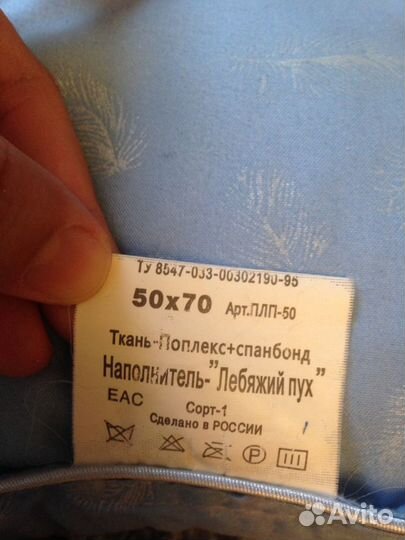 ТУ 8547-033-00302190-95
50х70 Арт.ПЛП-50
Ткань-Поплекс+спанбонд
Наполнитель-"Лебяжий пух"
EAC Сорт-1
Сделано в РОССИИ
P
Avito